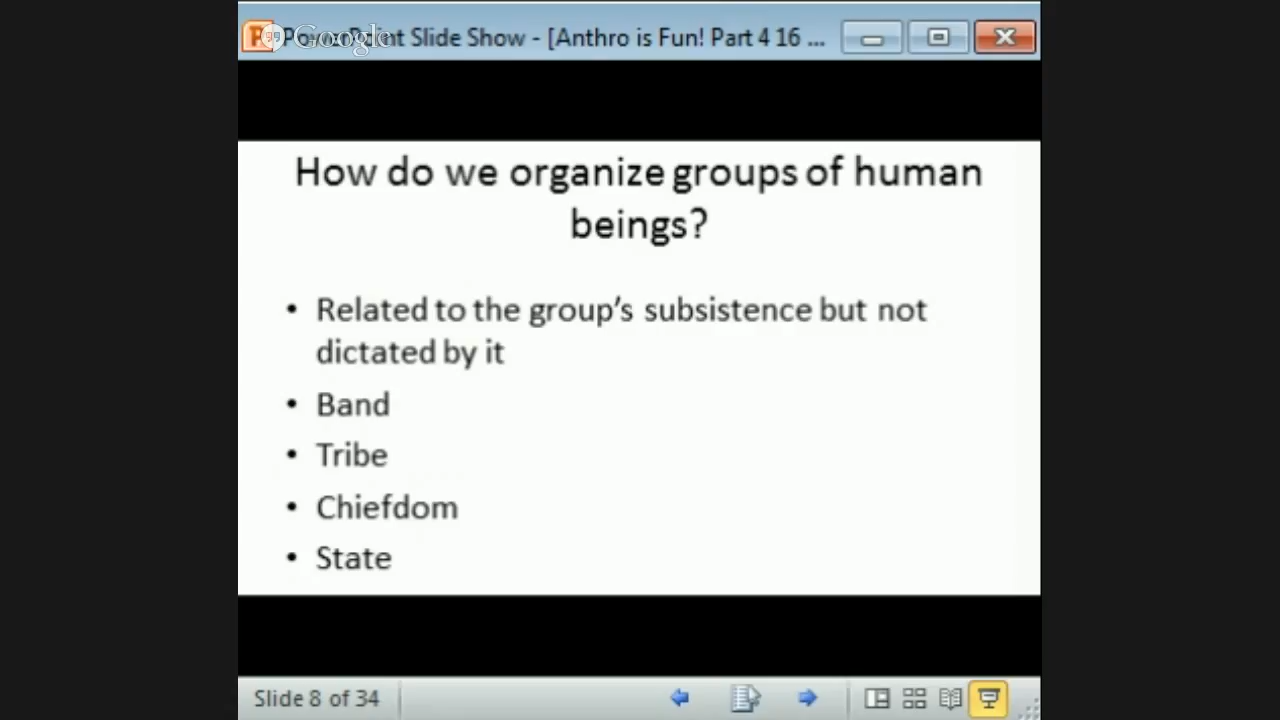 PowerPoint Slide Show - [Anthro is Fun! Part 4 16 ...
Google
How do we organize groups of human
beings?
• Related to the group's subsistence but not
dictated by it
• Band
• Tribe
• Chiefdom
• State
Slide 8 of 34